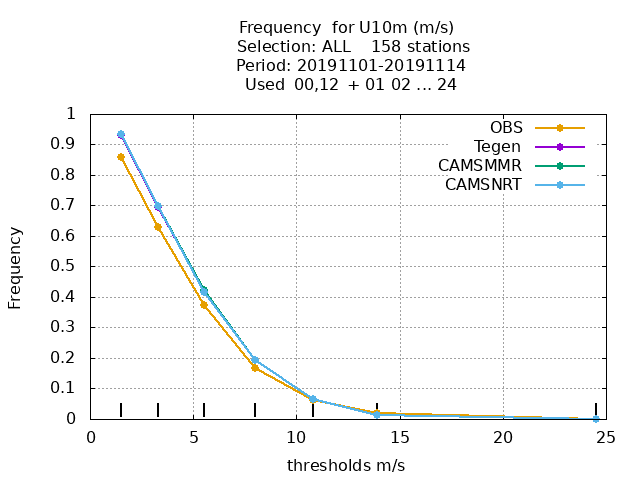 Frequency  for U10m (m/s)
Selection: ALL    158 stations
Period: 20191101-20191114
Used  00,12  + 01 02 ... 24
OBS
Tegen
CAMSMMR
CAMSNRT
Frequency
1
0.9
0.8
0.7
0.6
0.5
0.4
0.3
0.2
0.1
0
0 5 10 15 20 25
thresholds m/s